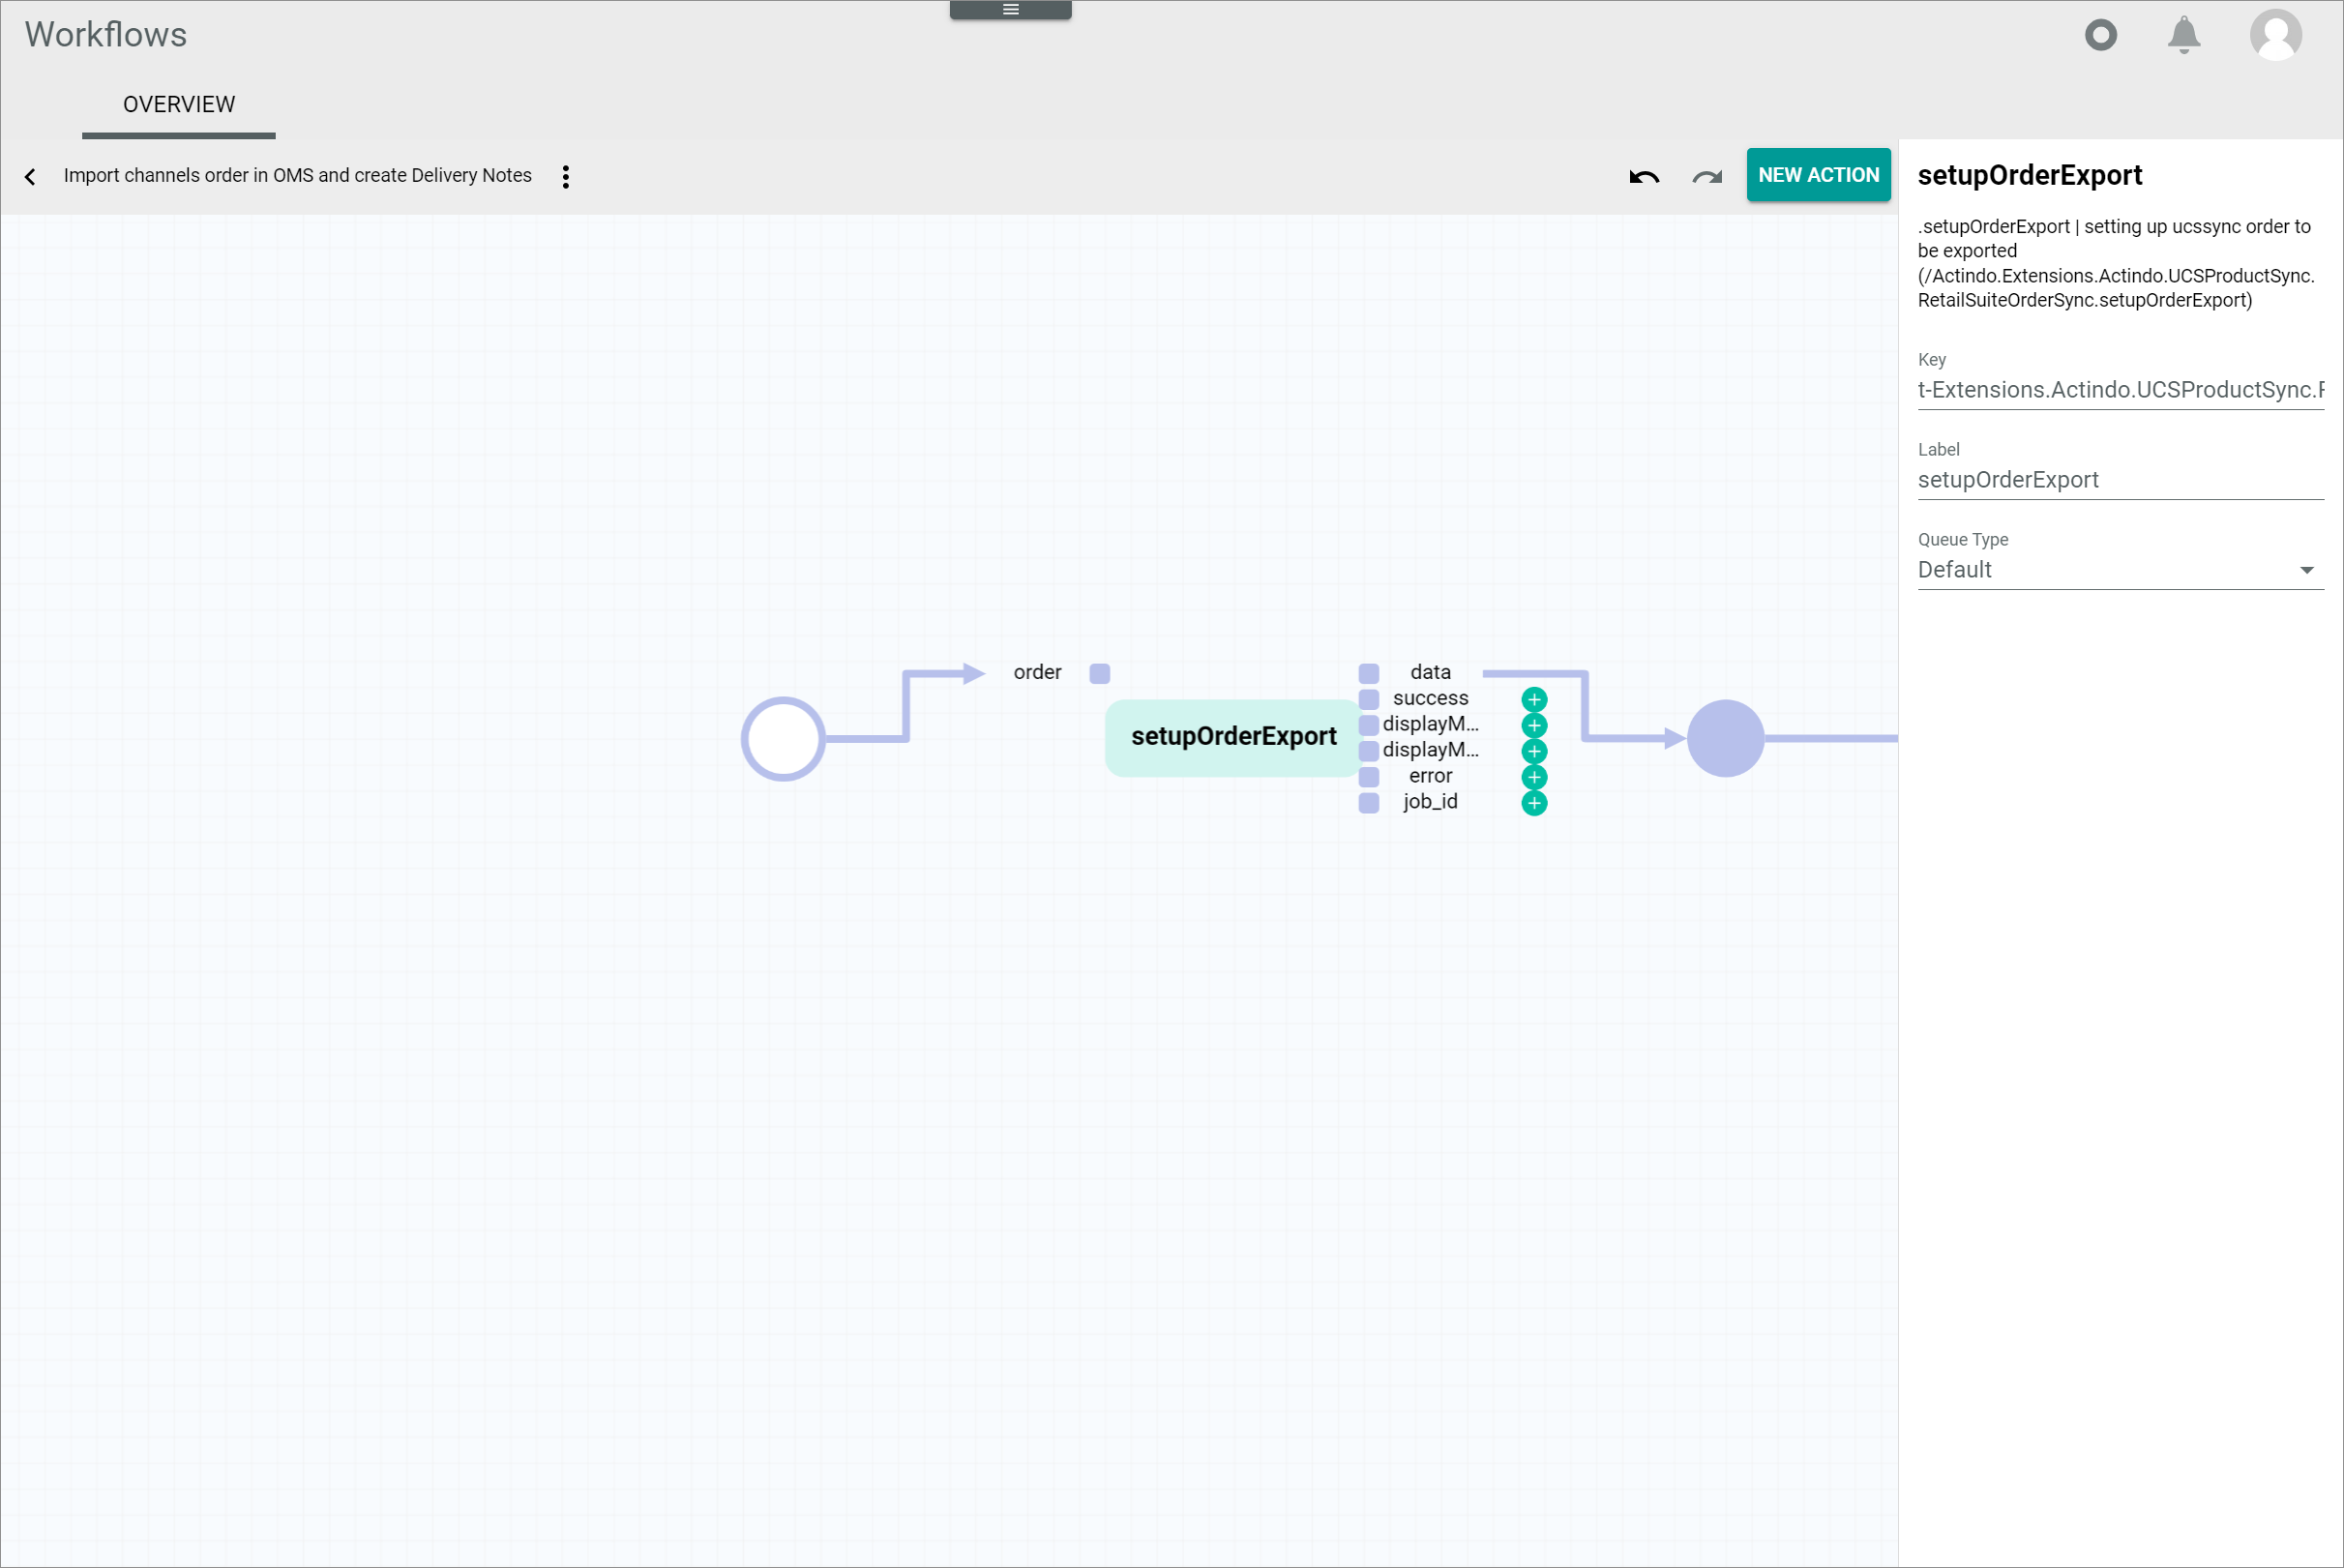 Workflows
OVERVIEW
Import channels order in OMS and create Delivery Notes
NEW ACTION
order
setupOrderExport
data
success
displayM...
displayM...
error
job_id
setupOrderExport
.setupOrderExport | setting up ucssync order to
be exported
(/Actindo.Extensions.Actindo.UCSProductSync.
RetailSuiteOrderSync.setupOrderExport)
Key
t-Extensions.Actindo.UCSProductSync.
Label
setupOrderExport
Queue Type
Default